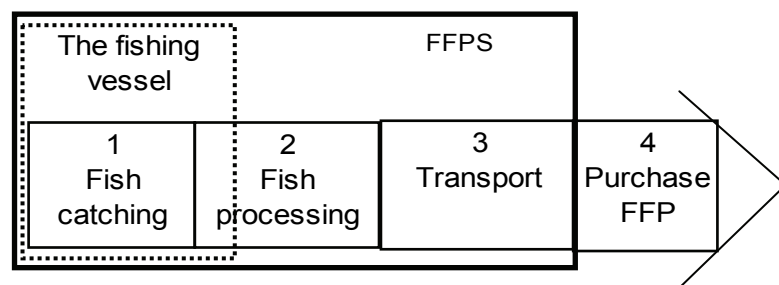 The fishing
vessel
FFPS
1
Fish
catching
2
Fish
processing
3
Transport
4
Purchase
FFP